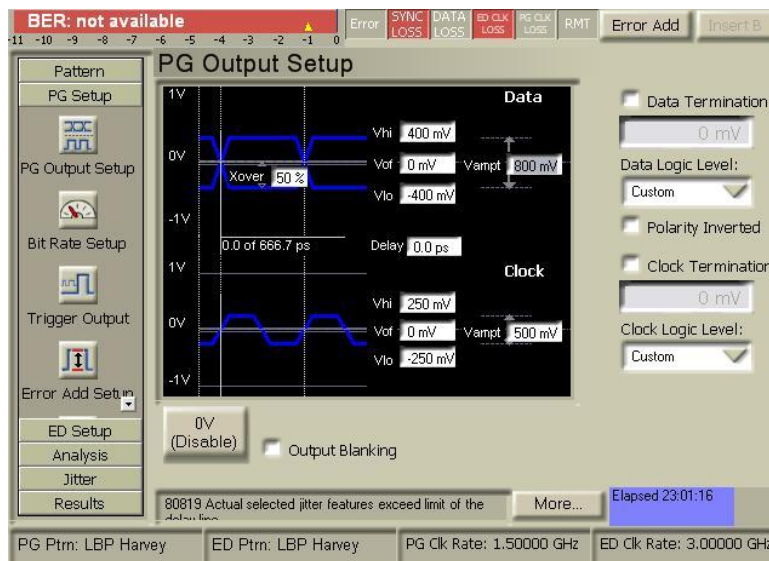 BER: not available
-11 -10 -9 -8 -7 -6 -5 -4 -3 -2 -1 0
Error
SYNC LOSS
DATA LOSS
ED CLK LOSS
PG CLK LOSS
RMT
Error Add
Insert B
Pattern
PG Setup
PG Output Setup
Bit Rate Setup
Trigger Output
Error Add Setup
ED Setup
Analysis
Jitter
Results
PG Output Setup
1V
Data
Vhi 400 mV
0V
Vof 0 mV
Vampt 800 mV
Xover 50 %
Vlo -400 mV
-1V
0.0 of 666.7 ps
Delay 0.0 ps
1V
Clock
Vhi 250 mV
0V
Vof 0 mV
Vampt 500 mV
Vlo -250 mV
-1V
Data Termination
0 mV
Data Logic Level:
Custom
Polarity Inverted
Clock Termination
0 mV
Clock Logic Level:
Custom
0V
(Disable)
Output Blanking
80819 Actual selected jitter features exceed limit of the
delay line
More...
Elapsed 23:01:16
PG Ptrn: LBP Harvey
ED Ptrn: LBP Harvey
PG Clk Rate: 1.50000 GHz
ED Clk Rate: 3.00000 GHz